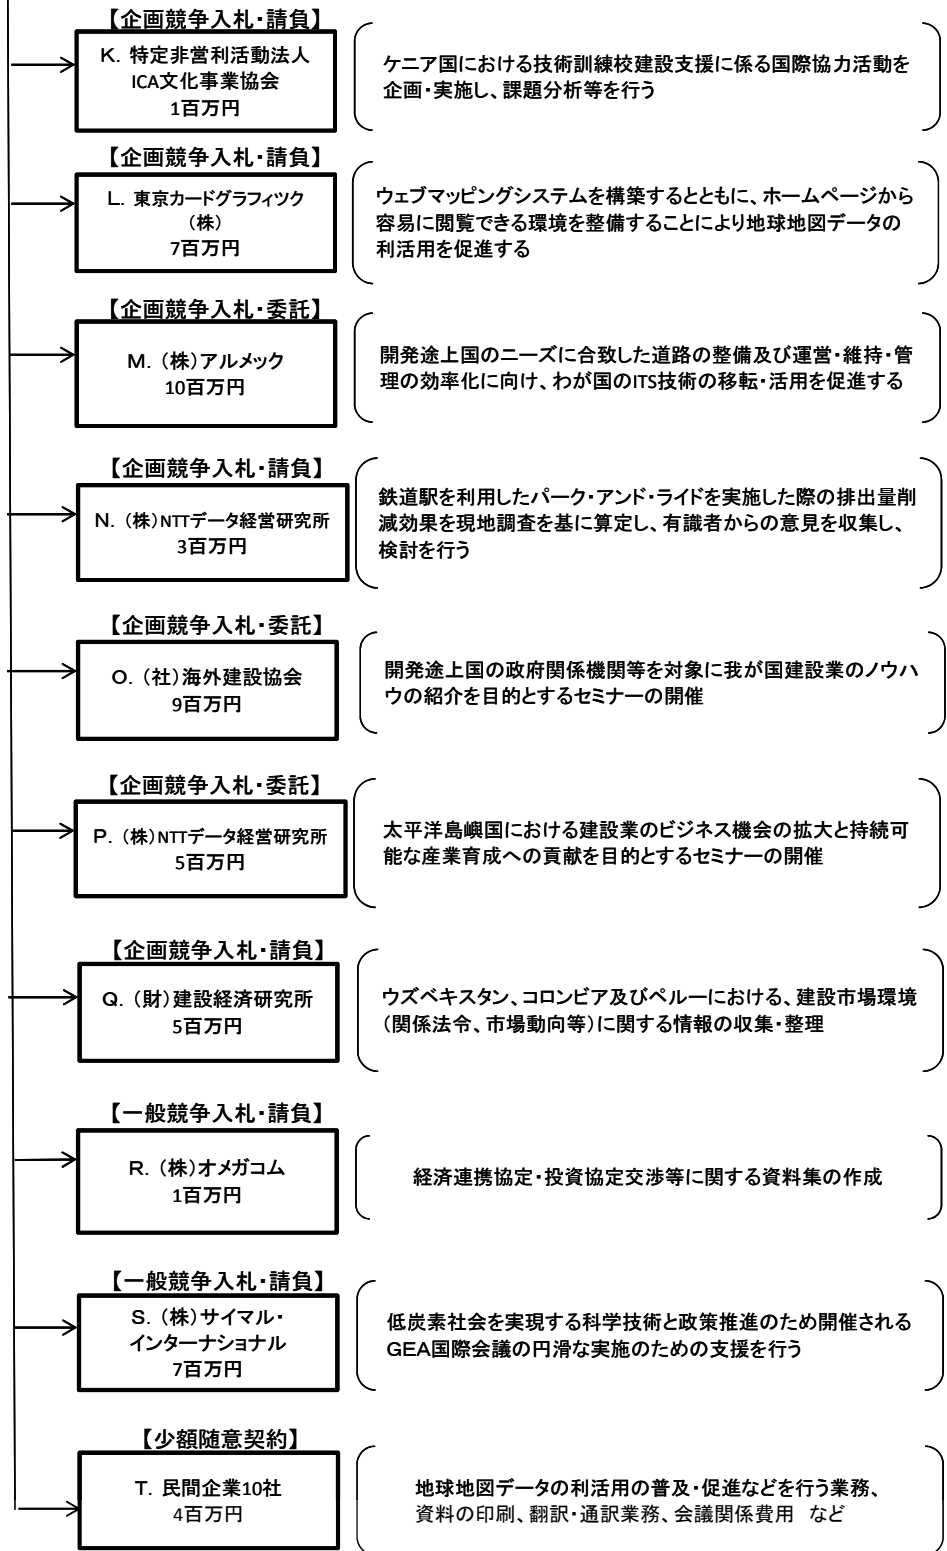 【企画競争入札・請負】
K. 特定非営利活動法人
ICA文化事業協会
1百万円
ケニア国における技術訓練校建設支援に係る国際協力活動を
企画・実施し、課題分析等を行う
【企画競争入札・請負】
L. 東京カードグラフィツク
（株）
7百万円
ウェブマッピングシステムを構築するとともに、ホームページから
容易に閲覧できる環境を整備することにより地球地図データの
利活用を促進する
【企画競争入札・委託】
M. （株）アルメック
10百万円
開発途上国のニーズに合致した道路の整備及び運営・維持・管
理の効率化に向け、わが国のITS技術の移転・活用を促進する
【企画競争入札・請負】
N. （株）NTTデータ経営研究所
3百万円
鉄道駅を利用したパーク・アンド・ライドを実施した際の排出量削
減効果を現地調査を基に算定し、有識者からの意見を収集し、
検討を行う
【企画競争入札・委託】
O. （社）海外建設協会
9百万円
開発途上国の政府関係機関等を対象に我が国建設業のノウハ
ウの紹介を目的とするセミナーの開催
【企画競争入札・委託】
P. （株）NTTデータ経営研究所
5百万円
太平洋島嶼国における建設業のビジネス機会の拡大と持続可
能な産業育成への貢献を目的とするセミナーの開催
【企画競争入札・請負】
Q. （財）建設経済研究所
5百万円
ウズベキスタン、コロンビア及びペルーにおける、建設市場環境
（関係法令、市場動向等）に関する情報の収集・整理
【一般競争入札・請負】
R. （株）オメガコム
1百万円
経済連携協定・投資協定交渉等に関する資料集の作成
【一般競争入札・請負】
S. （株）サイマル・
インターナショナル
7百万円
低炭素社会を実現する科学技術と政策推進のため開催される
GEA国際会議の円滑な実施のための支援を行う
【少額随意契約】
T. 民間企業10社
4百万円
地球地図データの利活用の普及・促進などを行う業務、
資料の印刷、翻訳・通訳業務、会議関係費用　など